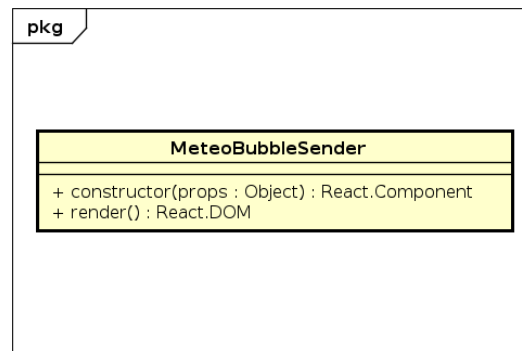 pkg
MeteoBubbleSender
+ constructor(props : Object) : React.Component
+ render() : React.DOM